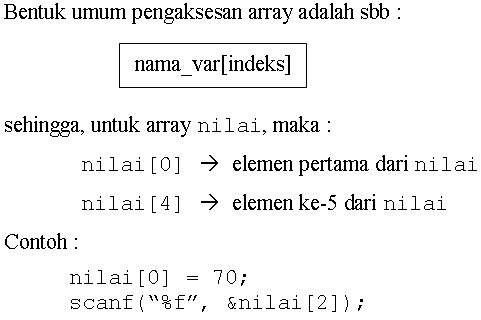 Bentuk umum pengaksesan array adalah sbb :
nama_var[indeks]
sehingga, untuk array nilai, maka :
nilai[0] → elemen pertama dari nilai
nilai[4] → elemen ke-5 dari nilai
Contoh :
nilai[0] = 70;
scanf(“%f”, &nilai[2]);